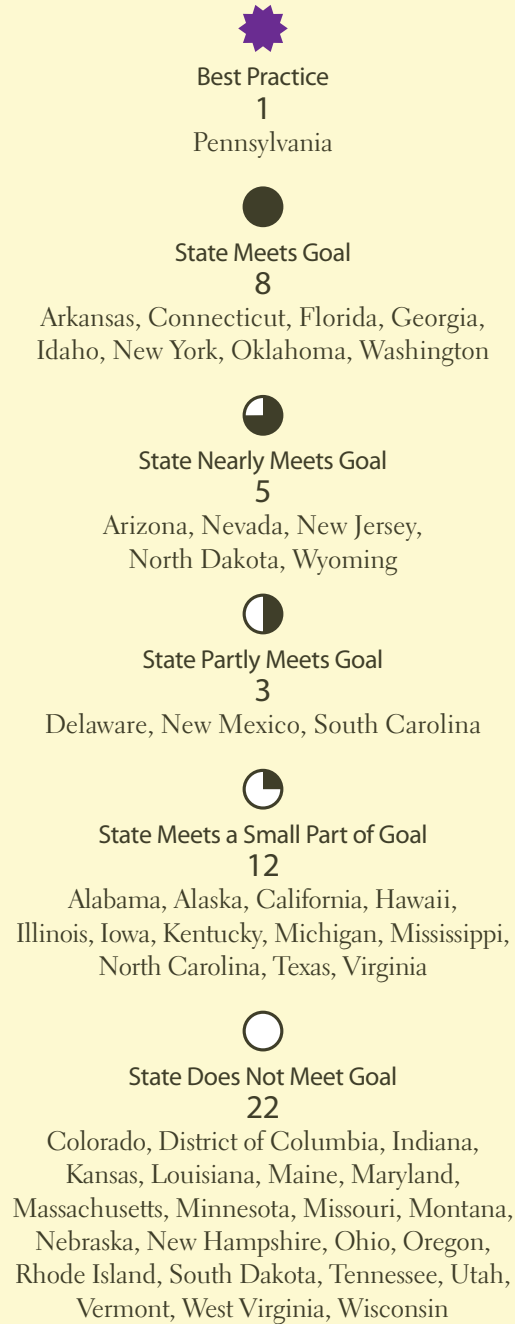 Best Practice
1
Pennsylvania
State Meets Goal
8
Arkansas, Connecticut, Florida, Georgia,
Idaho, New York, Oklahoma, Washington
State Nearly Meets Goal
5
Arizona, Nevada, New Jersey,
North Dakota, Wyoming
State Partly Meets Goal
3
Delaware, New Mexico, South Carolina
State Meets a Small Part of Goal
12
Alabama, Alaska, California, Hawaii,
Illinois, Iowa, Kentucky, Michigan, Mississippi,
North Carolina, Texas, Virginia
State Does Not Meet Goal
22
Colorado, District of Columbia, Indiana,
Kansas, Louisiana, Maine, Maryland,
Massachusetts, Minnesota, Missouri, Montana,
Nebraska, New Hampshire, Ohio, Oregon,
Rhode Island, South Dakota, Tennessee, Utah,
Vermont, West Virginia, Wisconsin